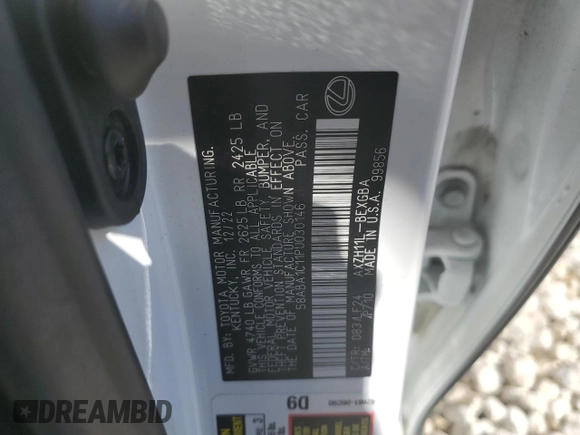 MFD. BY: TOYOTA MOTOR MANUFACTURING,
KENTUCKY, INC. 12/22
GVWR 4740 LB GAWR FR 2625 LB RR 2425 LB
THIS VEHICLE CONFORMS TO ALL APPLICABLE
FEDERAL MOTOR VEHICLE SAFETY, BUMPER, AND
THEFT PREVENTION STANDARDS IN EFFECT ON
THE DATE OF MANUFACTURE SHOWN ABOVE.
58ABA1C11PU030146 PASS. CAR
C/TR: 083/LF24
AXZH11L-BEXGBA
MADE IN U.S.A. 99856
D9
DREAMBID